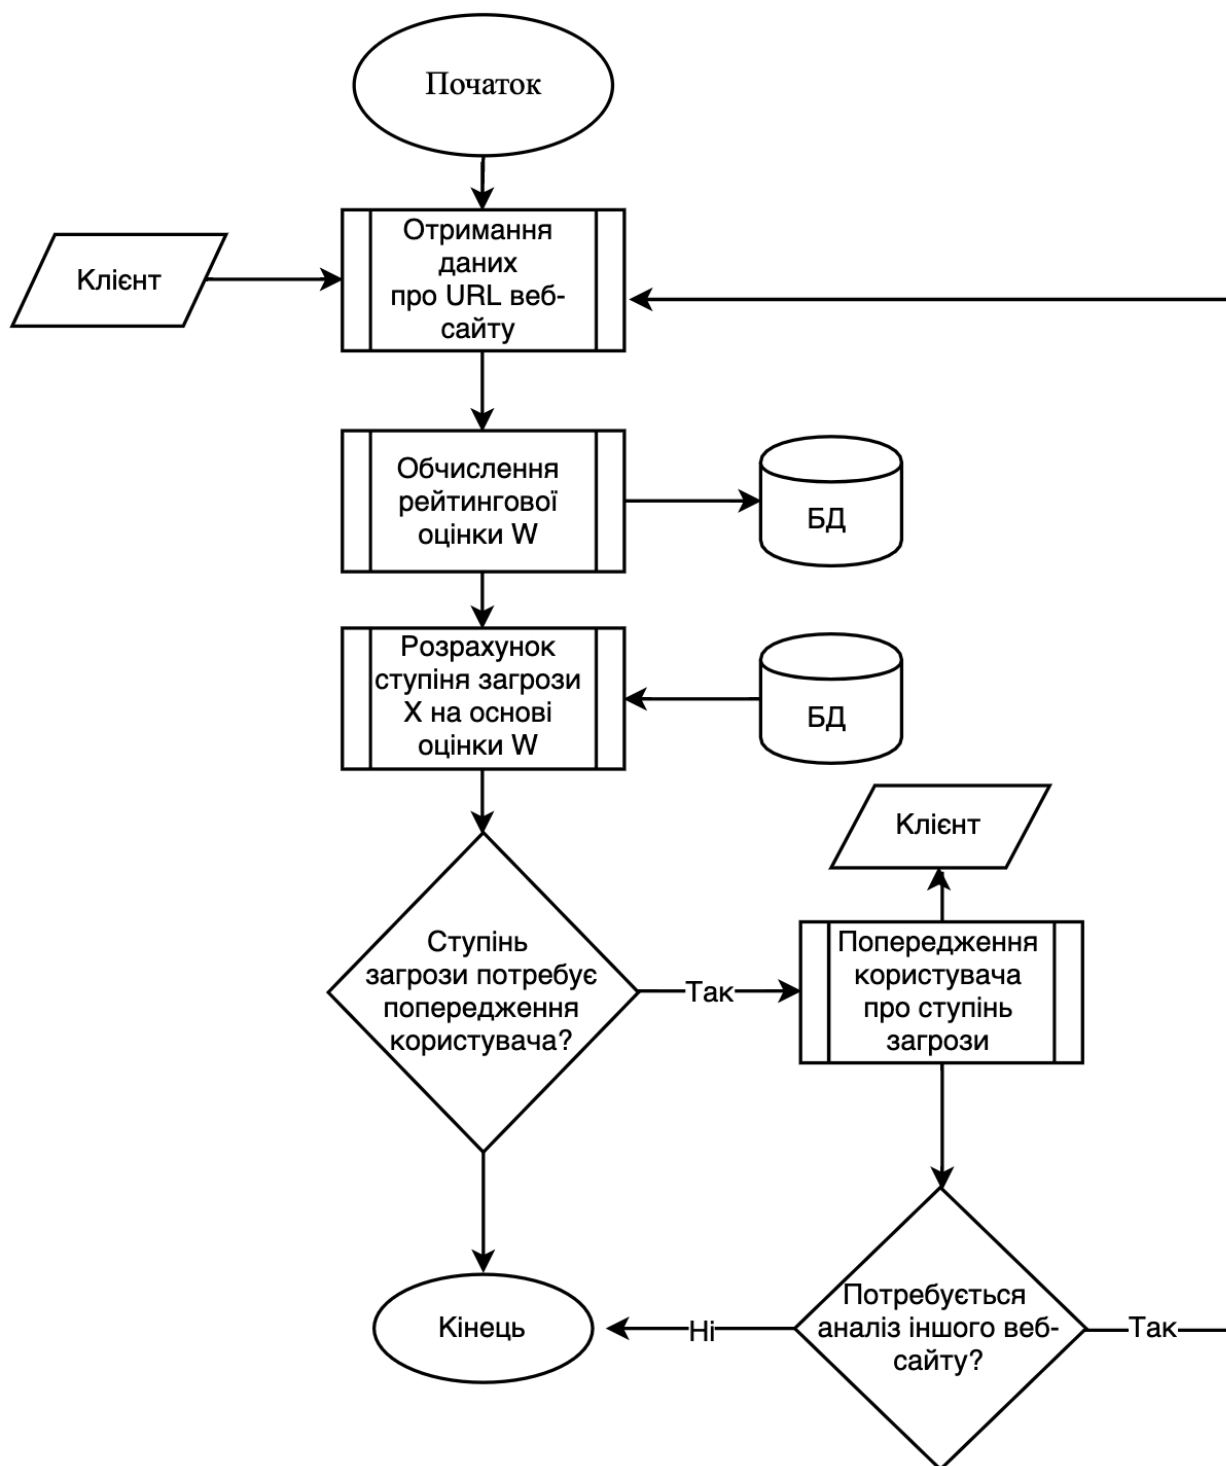 Початок
Отримання
даних
про URL веб-
сайту
Клієнт
Обчислення
рейтингової
оцінки W
БД
Розрахунок
ступіня загрози
X на основі
оцінки W
БД
Клієнт
Ступінь
загрози потребує
попередження
користувача?
Так
Попередження
користувача
про ступінь
загрози
Кінець
Ні
Потребується
аналіз іншого веб-
сайту?
Так